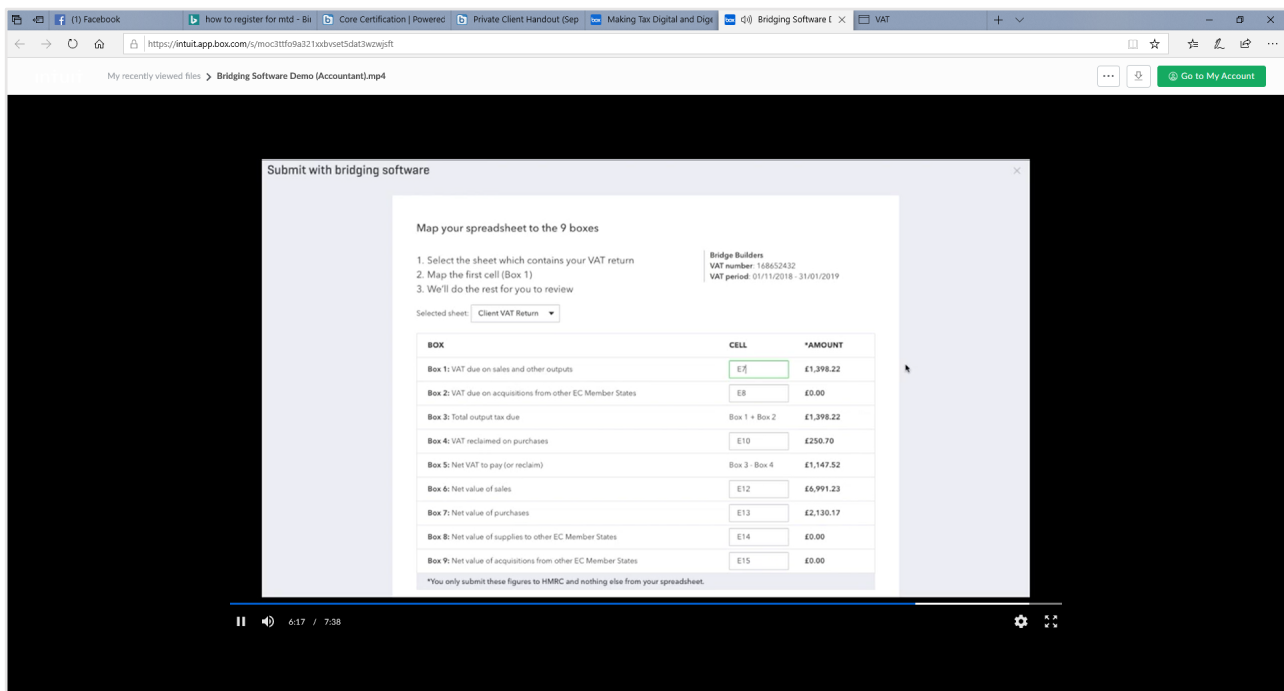 (1) Facebook
how to register for mtd - Bi
Core Certification | Powered
Private Client Handout (Sep
Making Tax Digital and Dig
Bridging Software D
VAT
https://intuit.app.box.com/s/moc3ttfo9a321xxbvset5dat3wzwjsft
My recently viewed files > Bridging Software Demo (Accountant).mp4
Go to My Account
Submit with bridging software
Map your spreadsheet to the 9 boxes
1. Select the sheet which contains your VAT return
2. Map the first cell (Box 1)
3. We'll do the rest for you to review
Bridge Builders
VAT number: 168652432
VAT period: 01/11/2018 - 31/01/2019
Selected sheet: Client VAT Return
BOX CELL *AMOUNT
Box 1: VAT due on sales and other outputs E7 £1,398.22
Box 2: VAT due on acquisitions from other EC Member States E8 £0.00
Box 3: Total output tax due Box 1 + Box 2 £1,398.22
Box 4: VAT reclaimed on purchases E10 £250.70
Box 5: Net VAT to pay (or reclaim) Box 3 - Box 4 £1,147.52
Box 6: Net value of sales E12 £6,991.23
Box 7: Net value of purchases E13 £2,130.17
Box 8: Net value of supplies to other EC Member States E14 £0.00
Box 9: Net value of acquisitions from other EC Member States E15 £0.00
*You only submit these figures to HMRC and nothing else from your spreadsheet.
6:17 / 7:38